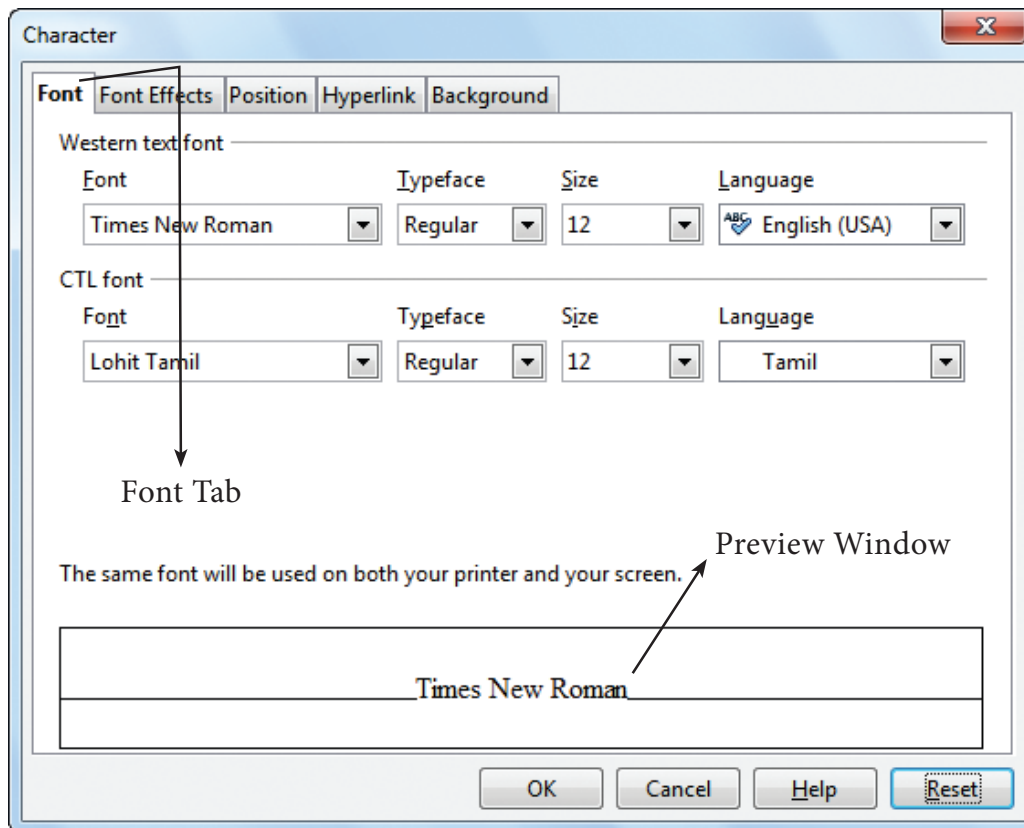 Character
X
Font Font Effects Position Hyperlink Background
Western text font
Font Typeface Size Language
Times New Roman Regular 12 ABC English (USA)
CTL font
Font Typeface Size Language
Lohit Tamil Regular 12 Tamil
Font Tab
Preview Window
The same font will be used on both your printer and your screen.
Times New Roman
OK Cancel Help Reset